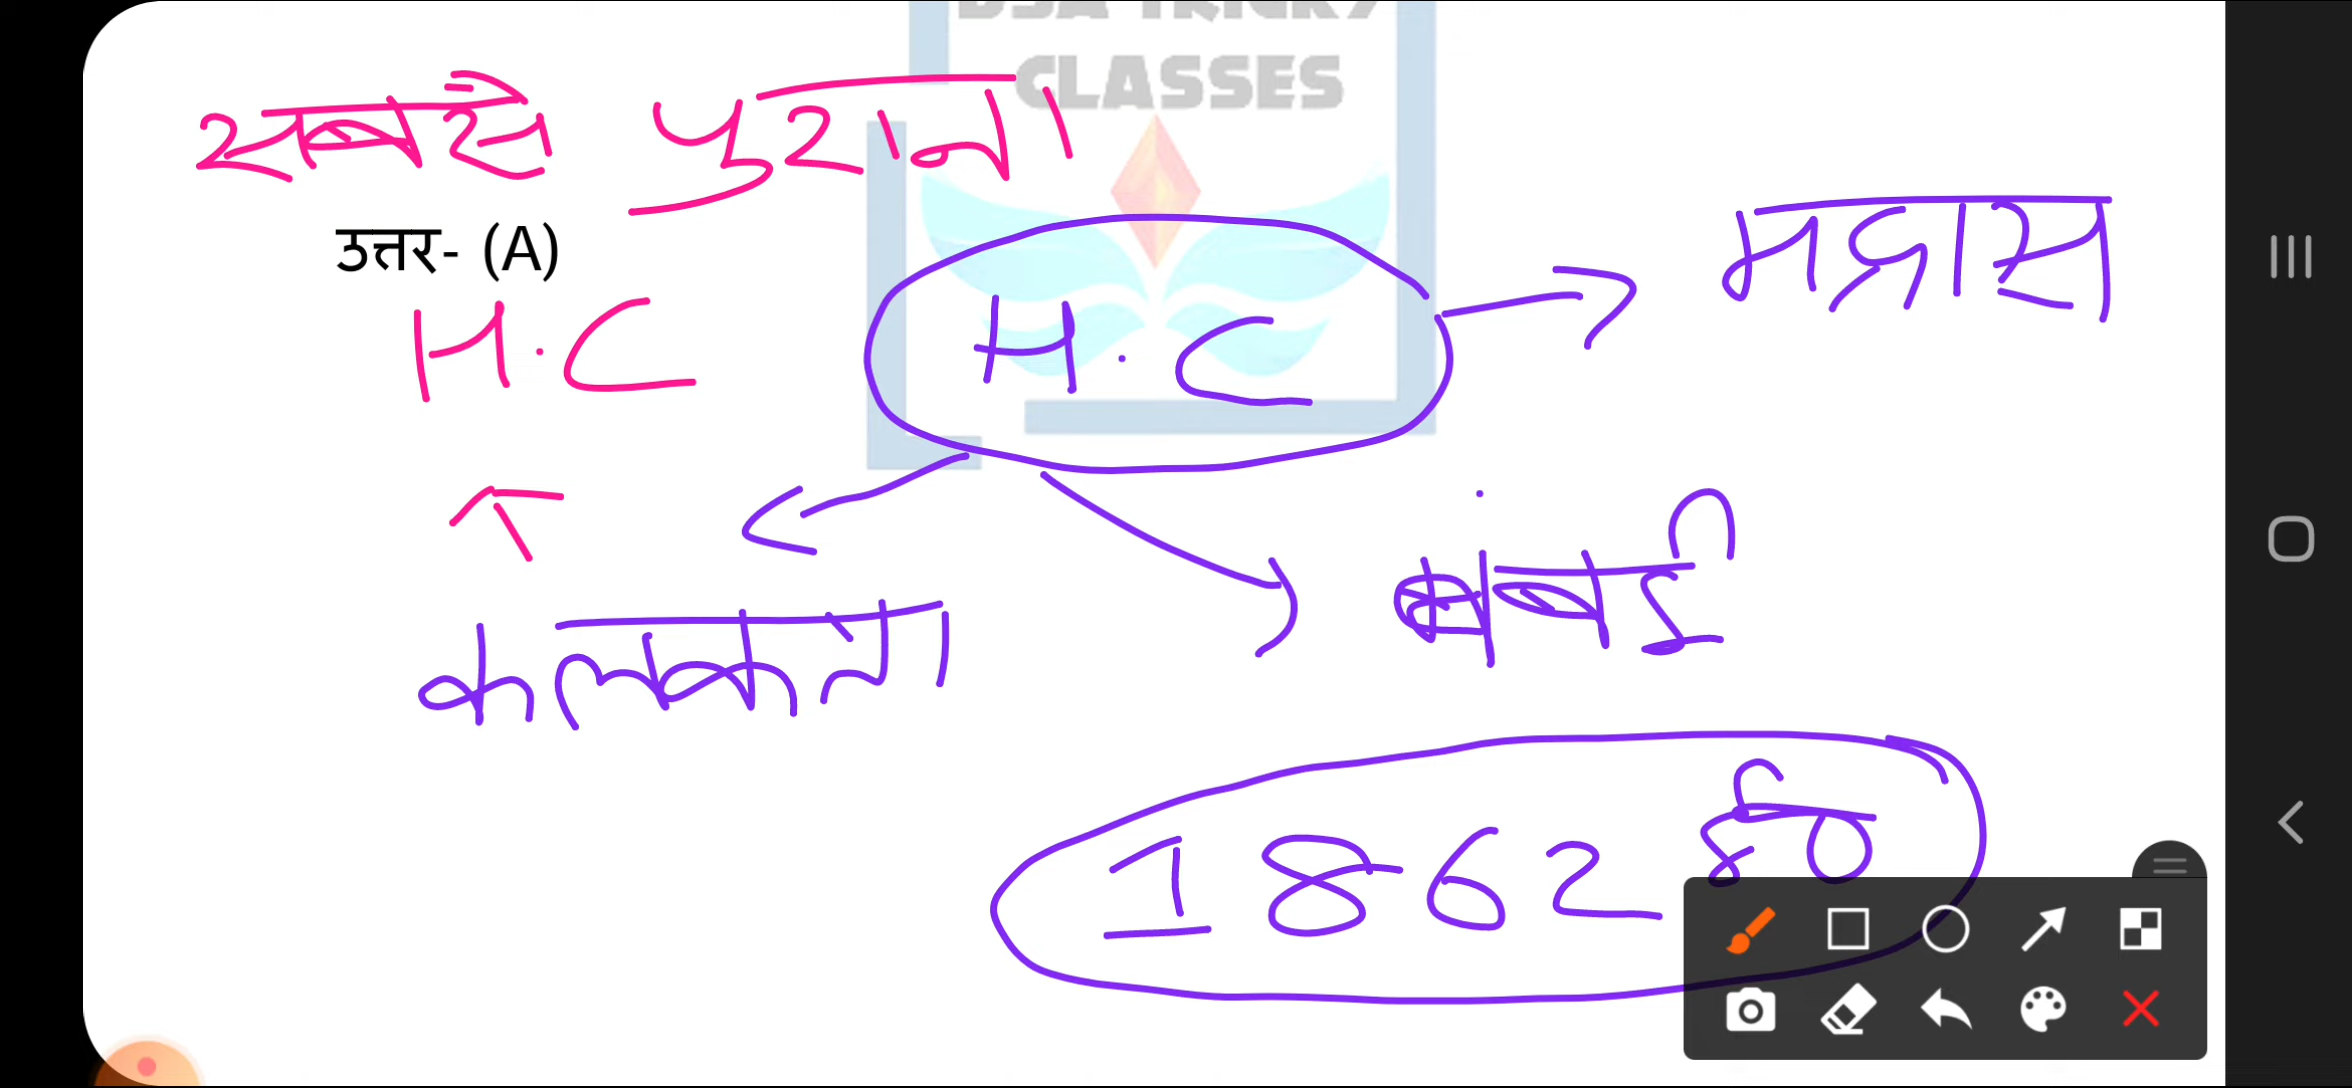 CLASSES
सबसे पुराना
उत्तर- (A)
H.C
H.C
मद्रास
कलकत्ता
बंबई
1862 ई०